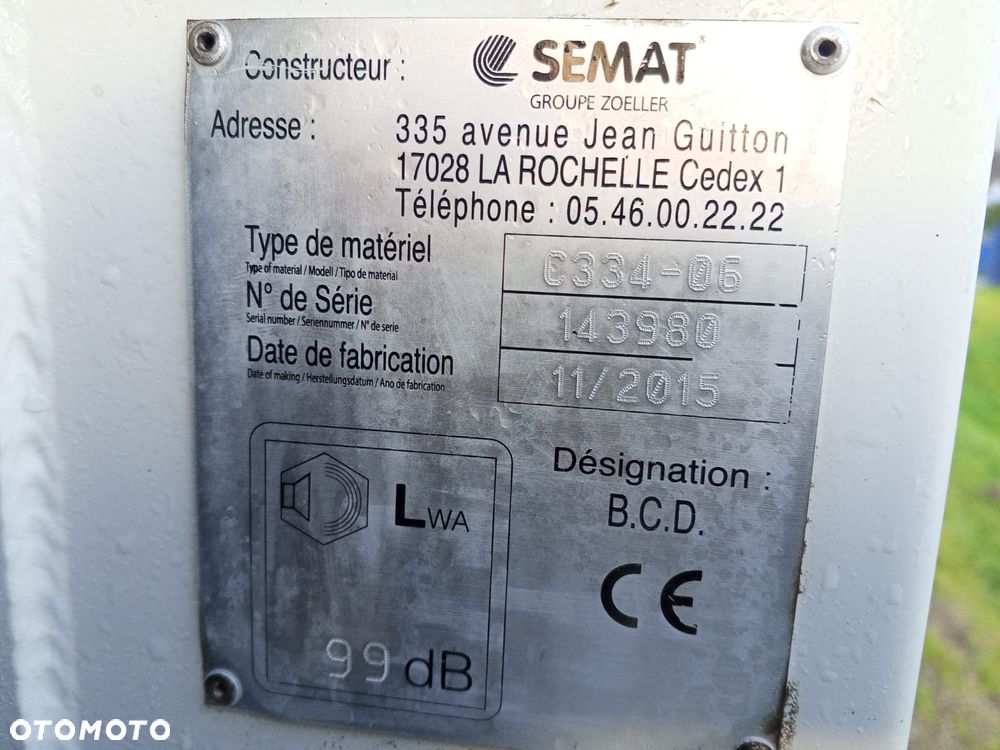 Constructeur : SEMAT
GROUPE ZOELLER
Adresse : 335 avenue Jean Guitton
17028 LA ROCHELLE Cedex 1
Téléphone : 05.46.00.22.22
Type de matériel C334-06
Type of material / Modell / Tipo de material
N° de Série 143980
Serial number / Seriennummer / N° de serie
Date de fabrication 11/2015
Date of making / Herstellungsdatum / Ano de fabrication
Désignation :
B.C.D.
LWA
CE
99 dB
OTOMOTO